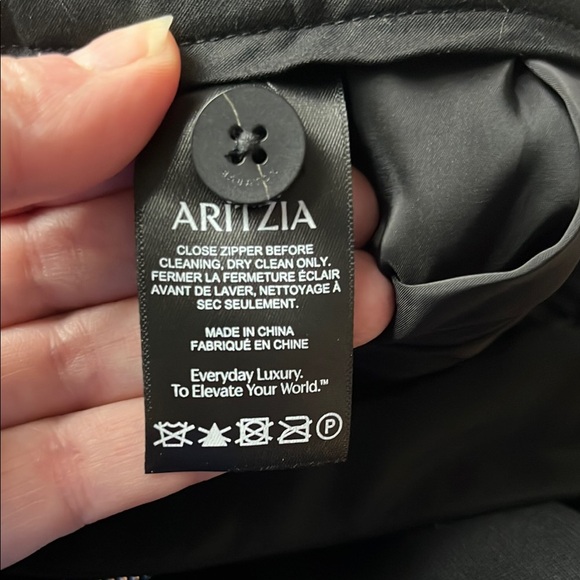 ARITZIA
CLOSE ZIPPER BEFORE
CLEANING, DRY CLEAN ONLY.
FERMER LA FERMETURE ÉCLAIR
AVANT DE LAVER, NETTOYAGE À
SEC SEULEMENT.
MADE IN CHINA
FABRIQUÉ EN CHINE
Everyday Luxury.
To Elevate Your World.™
P